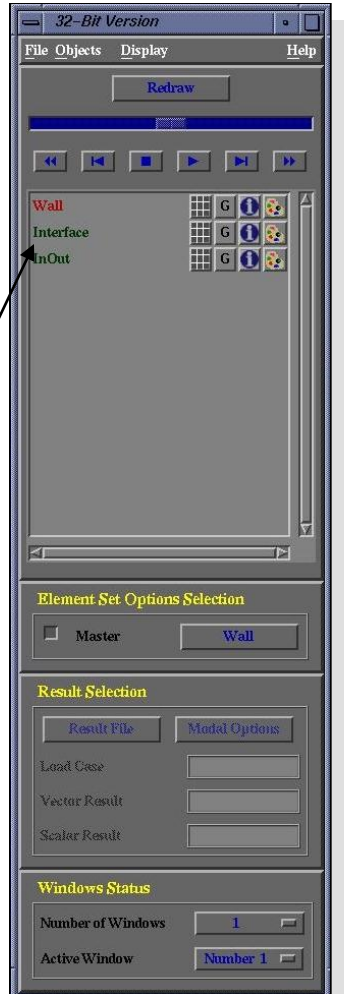 32-Bit Version
File Objects Display Help
Redraw
Wall G
Interface G
InOut G
Element Set Options Selection
Master Wall
Result Selection
Result File Modal Options
Load Case
Vector Result
Scalar Result
Windows Status
Number of Windows 1
Active Window Number 1